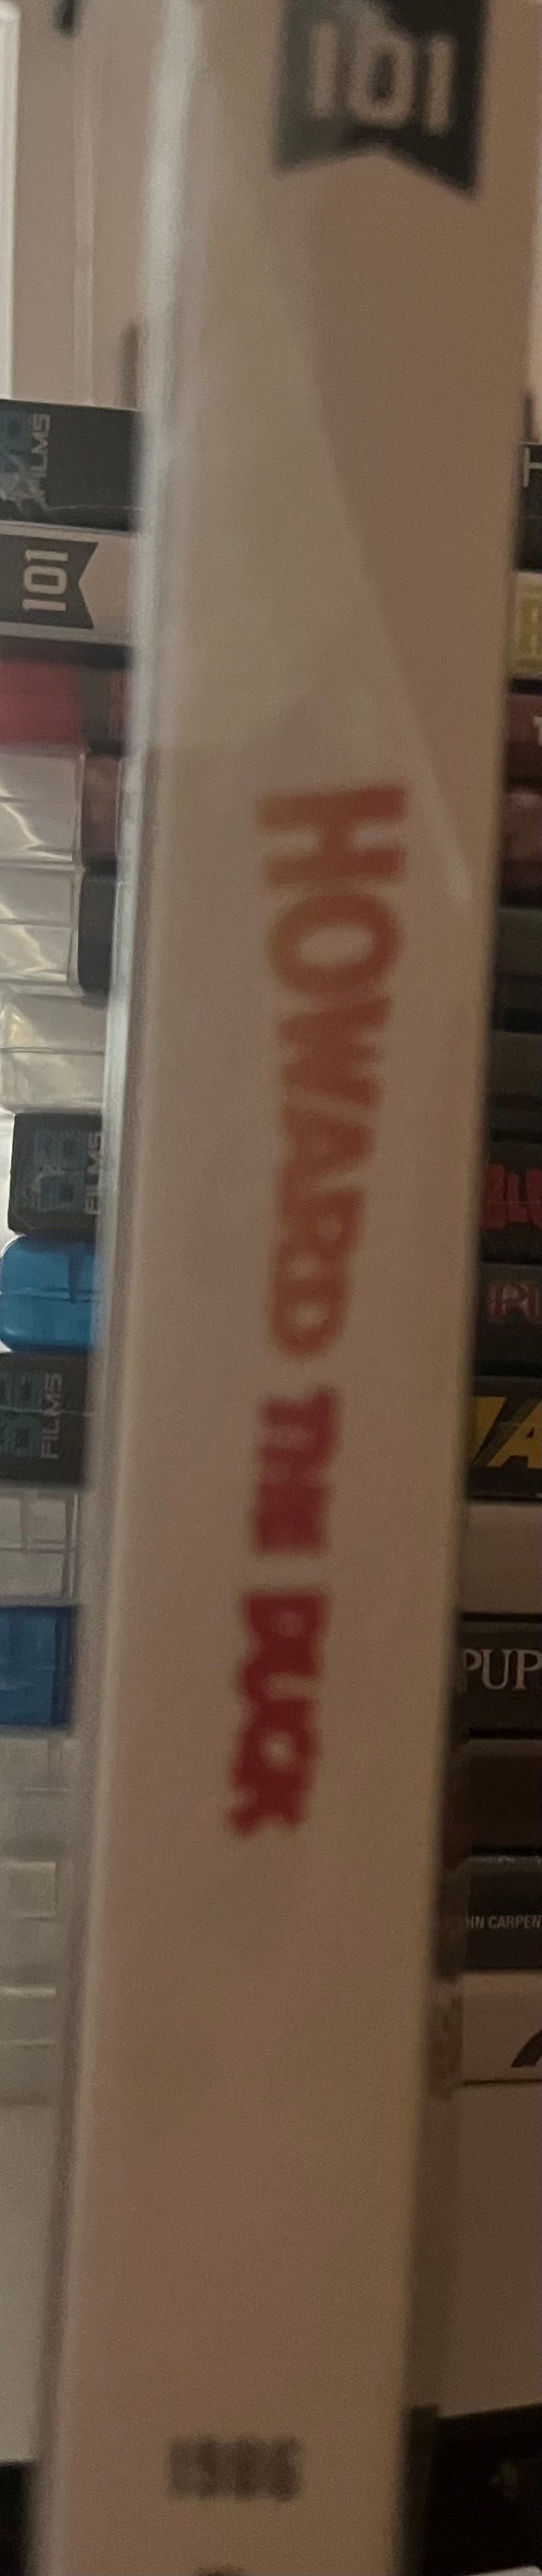 101
HOWARD THE DUCK
1986
FILMS
101
FILMS
FILMS
PUP
HN CARPEN